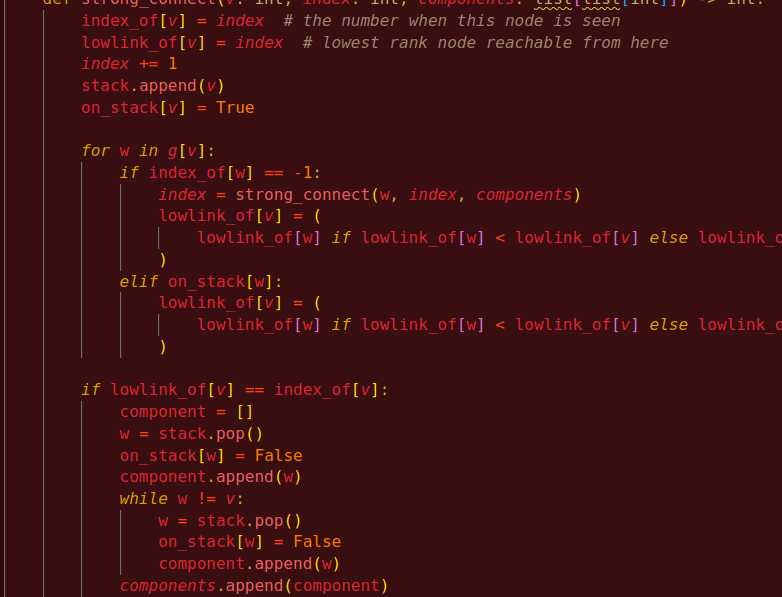 def strong_connect(v: int, index: int, components: list[list[int]]) -> int:
index_of[v] = index  # the number when this node is seen
lowlink_of[v] = index  # lowest rank node reachable from here
index += 1
stack.append(v)
on_stack[v] = True
for w in g[v]:
if index_of[w] == -1:
index = strong_connect(w, index, components)
lowlink_of[v] = (
lowlink_of[w] if lowlink_of[w] < lowlink_of[v] else lowlink_o
)
elif on_stack[w]:
lowlink_of[v] = (
lowlink_of[w] if lowlink_of[w] < lowlink_of[v] else lowlink_o
)
if lowlink_of[v] == index_of[v]:
component = []
w = stack.pop()
on_stack[w] = False
component.append(w)
while w != v:
w = stack.pop()
on_stack[w] = False
component.append(w)
components.append(component)